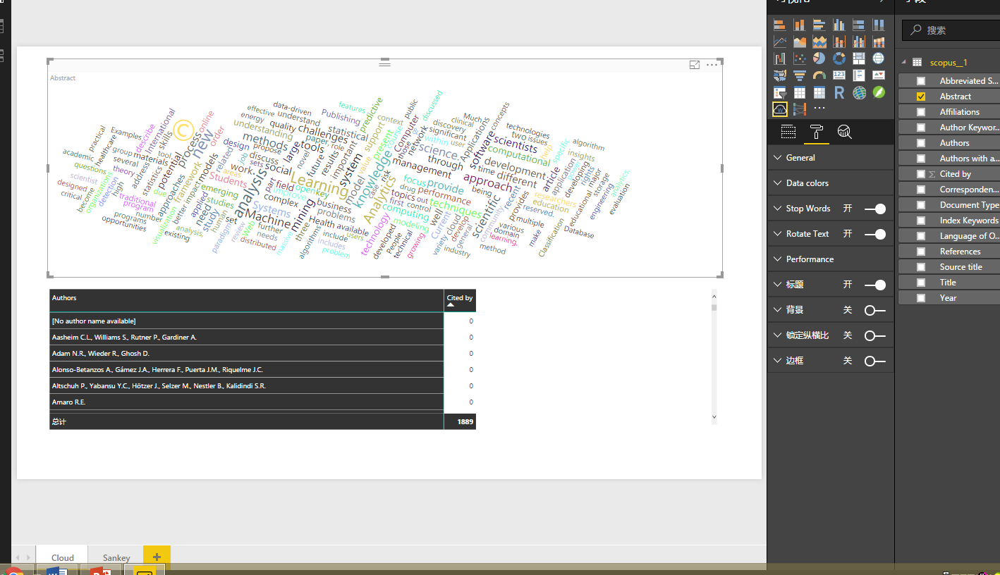 搜索
scopus_1
Abbreviated S...
Abstract
Affiliations
Author Keywor...
Authors
Authors with a...
Cited by
Corresponden...
Document Type
Index Keywords
Language of O...
References
Source title
Title
Year
General
Data colors
Stop Words 开
Rotate Text 开
Performance
标题 开
背景 关
锁定纵横比 关
边框 关
Abstract
data-driven
effective understand
energy
understanding quality challenges
methods
Publishing
features
predictive
statistical
support
context
public
discussed
Computer
network
discovery
clinical
Much
concepts
significant
user
within
Applications
technologies
two issues
scientists
computational
software
specific
algorithm
help
insights
power
rights
major
application
developing
article
development
different
time
approach
science
through
management
those
use
course
present
knowledge
value
risk
case
model
system
important
results
role
paper
tools
novel
future
large
social
propose
discuss
design
job
sets
work
areas
Students
related
order
online
new
process
skills
International
describe
Examples
practical
healthcare
academic
group materials
tool
several
questions
theory
address
potential
framework
models
scientist
organizations
designed
become
critical
detection
high
statistics
due
approaches
better
impact
emerging
applied
studies
need
study
traditional
program
number
programs
opportunities
visualization
analysis,
existing
human
paradigm
review
set
Web
analysis
Systems
Machine
complex
improve
field
part
open
key
Learning
mining
business
problems
Health available
further
needs
distributed
massive
three
algorithms
include
includes
users
problem
technology
Analytics
focus
provide
drug
performance
topics
out
first
control
computing
modeling
techniques
being
recent
provides
researchers
education
reserved.
multiple
community
scientific
well
Current
cloud
develop
general
variety
industry
developed
People
technical
growing
various
domain
learning.
method
make
Classification
Database
educational
storage
engineering
analytics.
evaluation
©
Authors Cited by
[No author name available] 0
Aasheim C.L., Williams S., Rutner P., Gardiner A. 0
Adam N.R., Wieder R., Ghosh D. 0
Alonso-Betanzos A., Gámez J.A., Herrera F., Puerta J.M., Riquelme J.C. 0
Altschuh P., Yabansu Y.C., Hötzer J., Selzer M., Nestler B., Kalidindi S.R. 0
Amaro R.E. 0
总计 1889
Cloud Sankey +